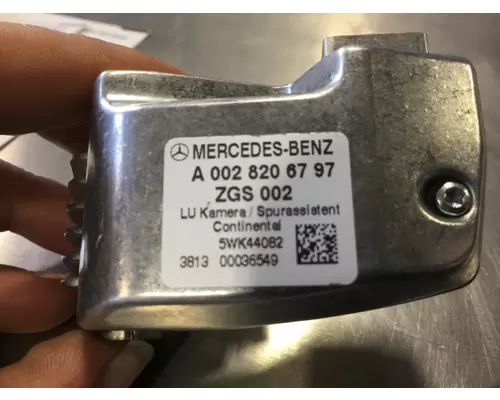 MERCEDES-BENZ
A 002 820 67 97
ZGS 002
LU Kamera / Spurassistent
Continental
5WK44082
3813 00036549